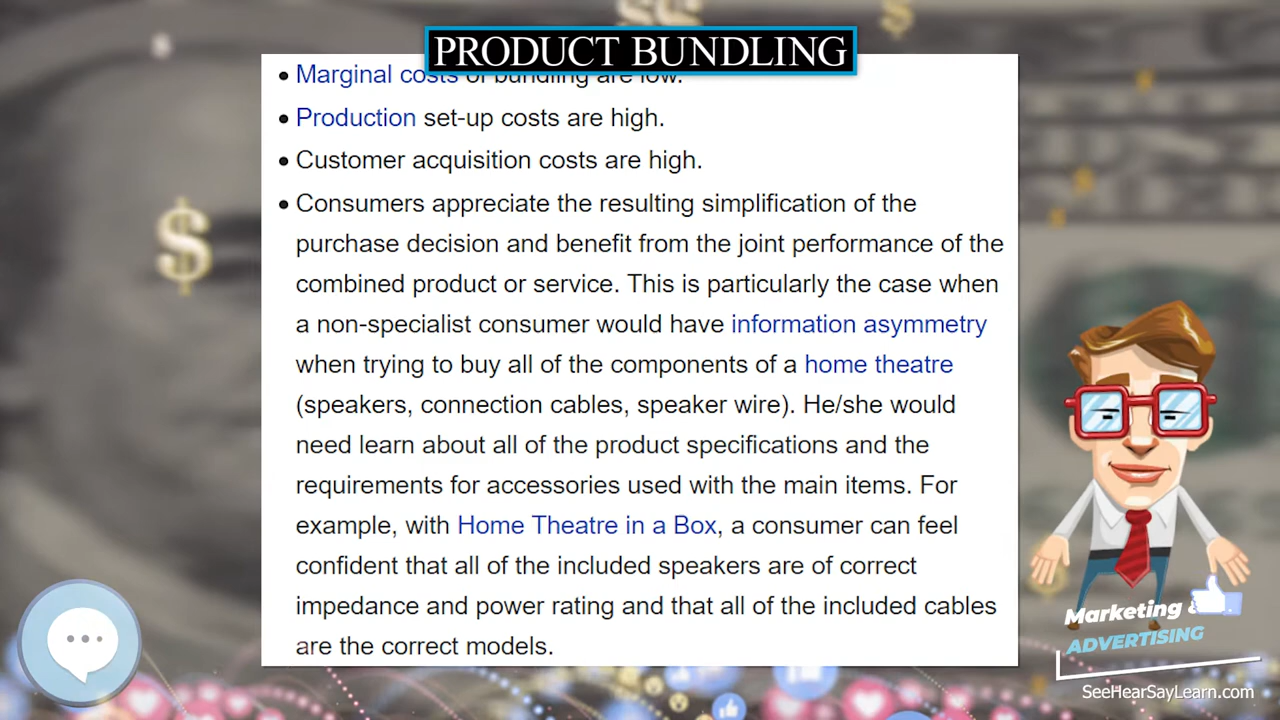 PRODUCT BUNDLING
Marginal costs of bundling are low.
Production set-up costs are high.
Customer acquisition costs are high.
Consumers appreciate the resulting simplification of the
purchase decision and benefit from the joint performance of the
combined product or service. This is particularly the case when
a non-specialist consumer would have information asymmetry
when trying to buy all of the components of a home theatre
(speakers, connection cables, speaker wire). He/she would
need learn about all of the product specifications and the
requirements for accessories used with the main items. For
example, with Home Theatre in a Box, a consumer can feel
confident that all of the included speakers are of correct
impedance and power rating and that all of the included cables
are the correct models.
Marketing &
ADVERTISING
SeeHearSayLearn.com